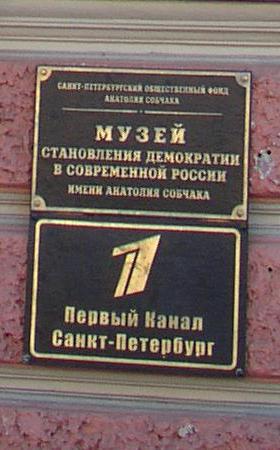 САНКТ-ПЕТЕРБУРГСКИЙ ОБЩЕСТВЕННЫЙ ФОНД
АНАТОЛИЯ СОБЧАКА
МУЗЕЙ
СТАНОВЛЕНИЯ ДЕМОКРАТИИ
В СОВРЕМЕННОЙ РОССИИ
ИМЕНИ АНАТОЛИЯ СОБЧАКА
1
Первый Канал
Санкт-Петербург